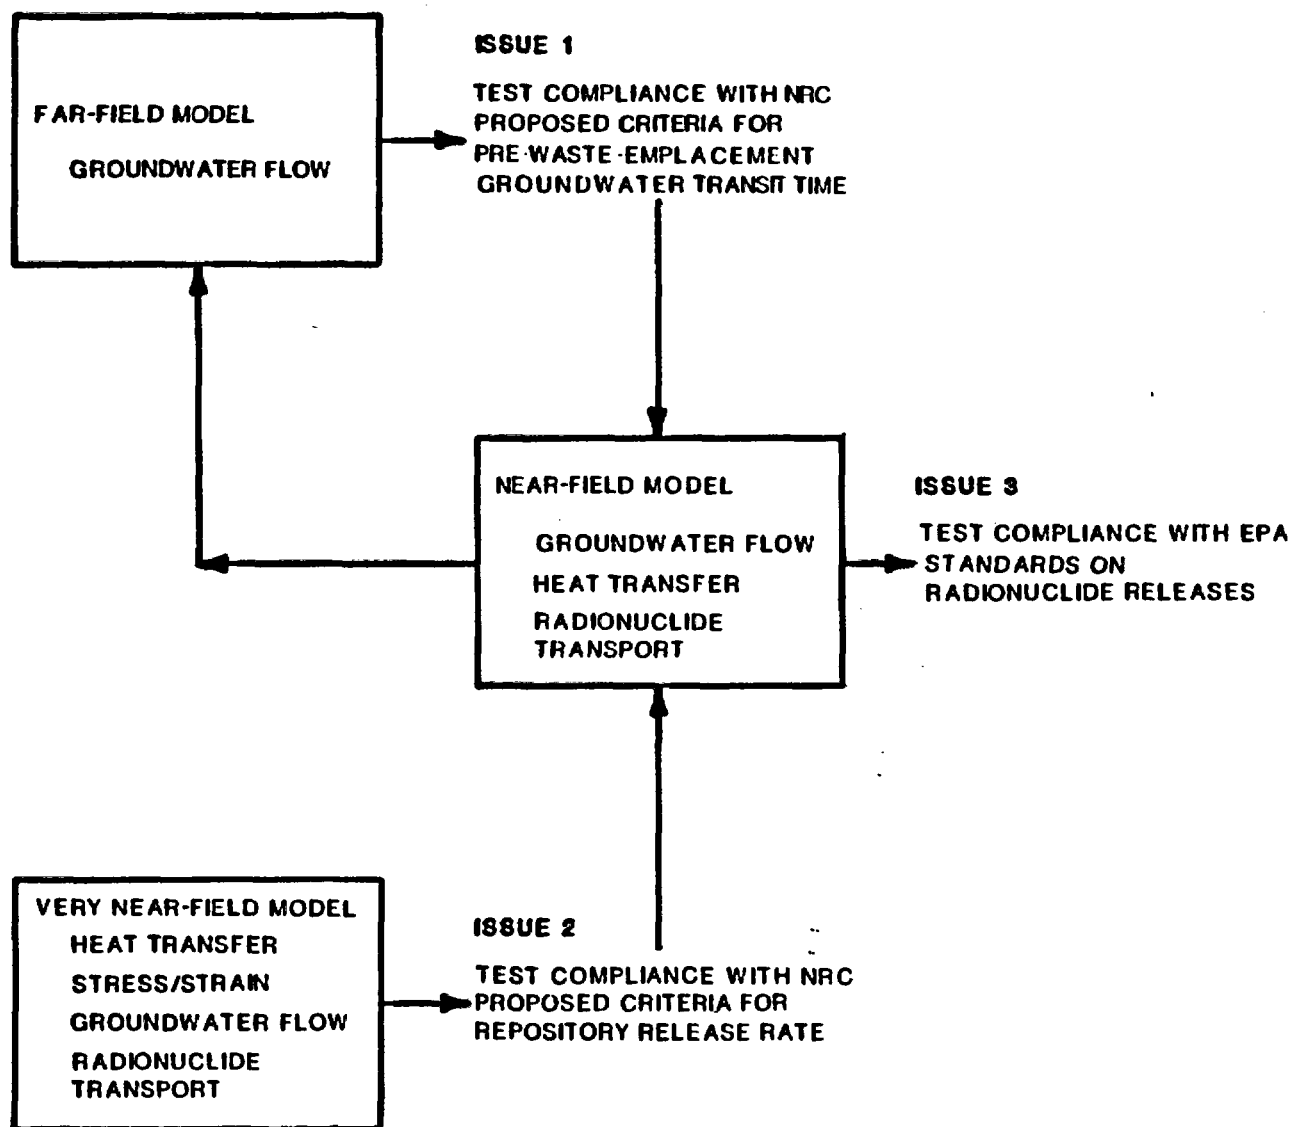 FAR-FIELD MODEL
GROUNDWATER FLOW
ISSUE 1
TEST COMPLIANCE WITH NRC
PROPOSED CRITERIA FOR
PRE-WASTE-EMPLACEMENT
GROUNDWATER TRANSIT TIME
NEAR-FIELD MODEL
GROUNDWATER FLOW
HEAT TRANSFER
RADIONUCLIDE
TRANSPORT
ISSUE 3
TEST COMPLIANCE WITH EPA
STANDARDS ON
RADIONUCLIDE RELEASES
VERY NEAR-FIELD MODEL
HEAT TRANSFER
STRESS/STRAIN
GROUNDWATER FLOW
RADIONUCLIDE
TRANSPORT
ISSUE 2
TEST COMPLIANCE WITH NRC
PROPOSED CRITERIA FOR
REPOSITORY RELEASE RATE